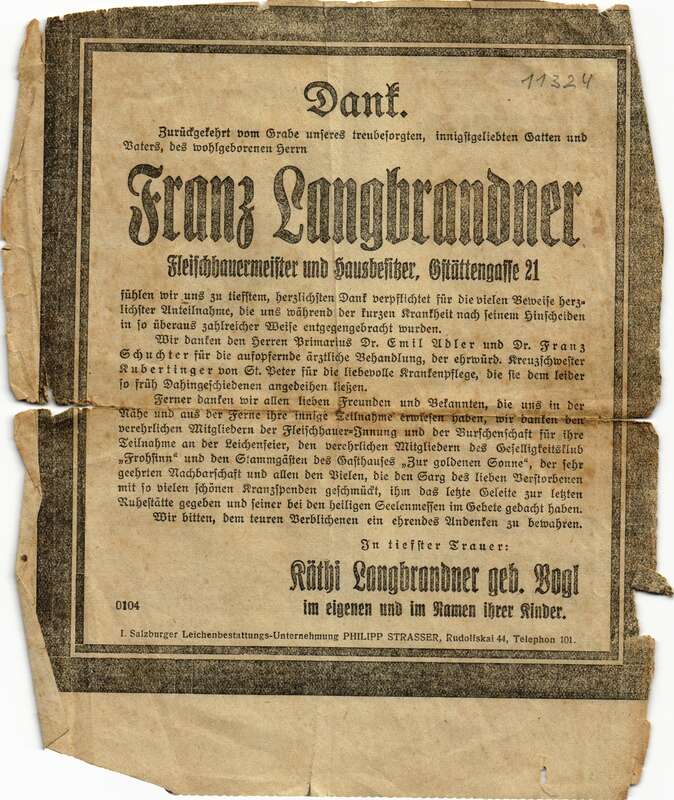 11324
Dank.
Zurückgekehrt vom Grabe unseres treubesorgten, innigstgeliebten Gatten und
Vaters, des wohlgeborenen Herrn
Franz Langbrandner
Fleischhauermeister und Hausbesitzer, Gstättengasse 21
fühlen wir uns zu tiefstem, herzlichsten Dank verpflichtet für die vielen Beweise herz-
lichster Anteilnahme, die uns während der kurzen Krankheit nach seinem Hinscheiden
in so überaus zahlreicher Weise entgegengebracht wurden.
Wir danken den Herren Primarius Dr. Emil Adler und Dr. Franz
Schuchter für die aufopfernde ärztliche Behandlung, der ehrwürd. Kreuzschwester
Kubertinger von St. Peter für die liebevolle Krankenpflege, die sie dem leider
so früh Dahingeschiedenen angedeihen ließen.
Ferner danken wir allen lieben Freunden und Bekannten, die uns in der
Nähe und aus der Ferne ihre innige Teilnahme erwiesen haben, wir danken den
verehrlichen Mitgliedern der Fleischhauer-Innung und der Burschenschaft für ihre
Teilnahme an der Leichenfeier, den verehrlichen Mitgliedern des Geselligkeitsklub
„Frohsinn" und den Stammgästen des Gasthauses „Zur goldenen Sonne", der sehr
geehrten Nachbarschaft und allen den Vielen, die den Sarg des lieben Verstorbenen
mit so vielen schönen Kranzspenden geschmückt, ihm das letzte Geleite zur letzten
Ruhestätte gegeben und seiner bei den heiligen Seelenmessen im Gebete gedacht haben.
Wir bitten, dem teuren Verblichenen ein ehrendes Andenken zu bewahren.
In tiefster Trauer:
Käthi Langbrandner geb. Vogl
im eigenen und im Namen ihrer Kinder.
0104
I. Salzburger Leichenbestattungs-Unternehmung PHILIPP STRASSER, Rudolfskai 44, Telephon 101.